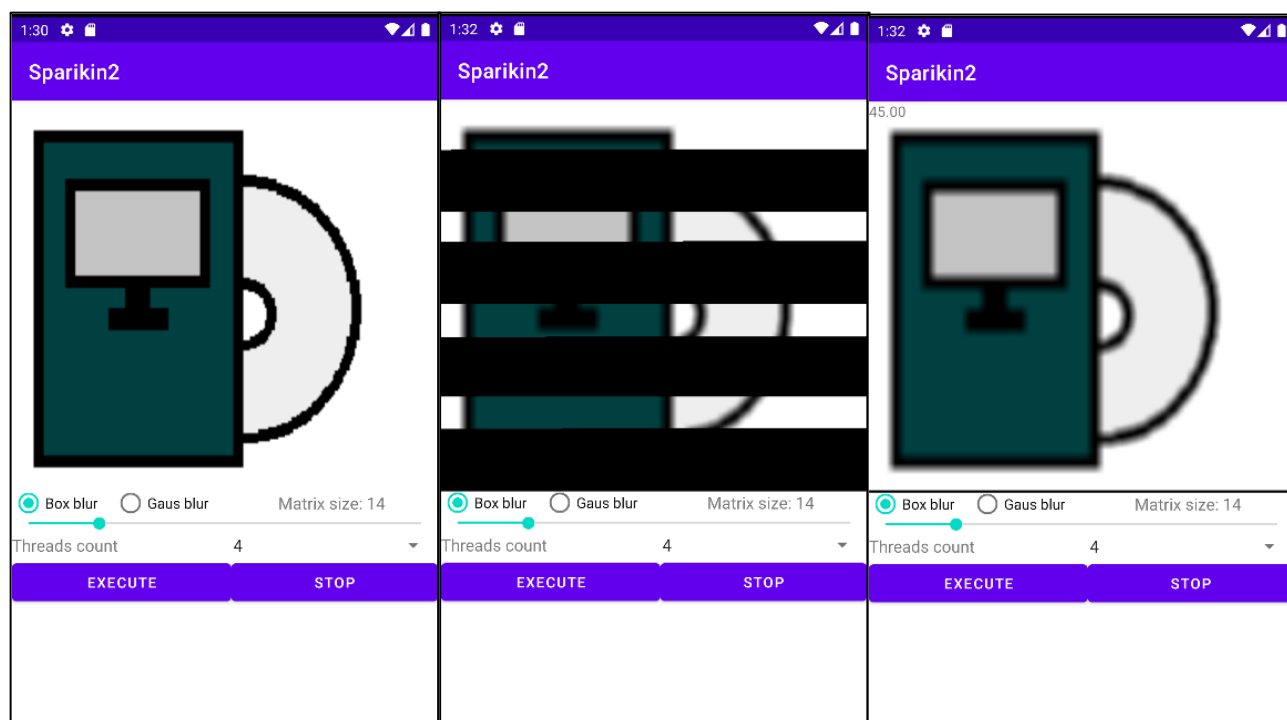 1:30
Sparikin2
Box blur Gaus blur Matrix size: 14
Threads count 4
EXECUTE STOP
1:32
Sparikin2
Box blur Gaus blur Matrix size: 14
Threads count 4
EXECUTE STOP
1:32
Sparikin2
45.00
Box blur Gaus blur Matrix size: 14
Threads count 4
EXECUTE STOP